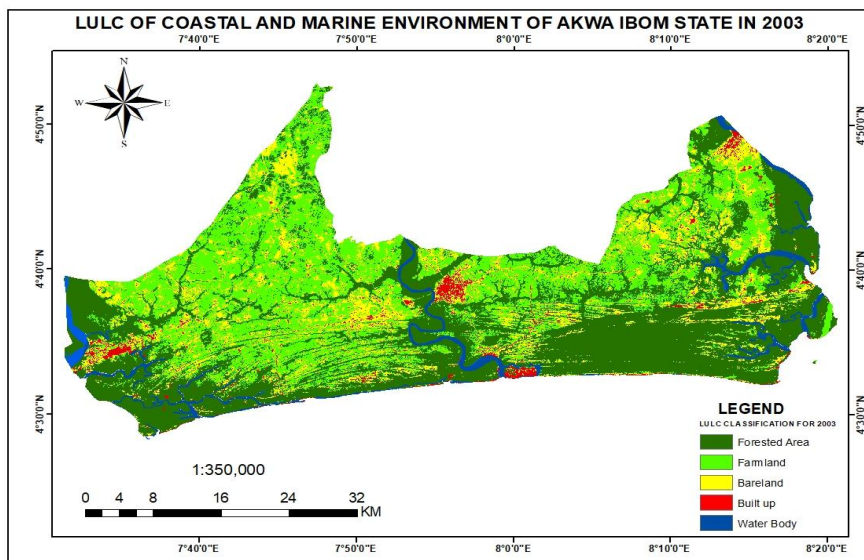 LULC OF COASTAL AND MARINE ENVIRONMENT OF AKWA IBOM STATE IN 2003
7°40'0"E 7°50'0"E 8°0'0"E 8°10'0"E 8°20'0"E
N
W E
S
4°50'0"N 4°50'0"N
4°40'0"N 4°40'0"N
4°30'0"N 4°30'0"N
LEGEND
LULC CLASSIFICATION FOR 2003
Forested Area
Farmland
Bareland
Built up
Water Body
1:350,000
0 4 8 16 24 32
KM
7°40'0"E 7°50'0"E 8°0'0"E 8°10'0"E 8°20'0"E